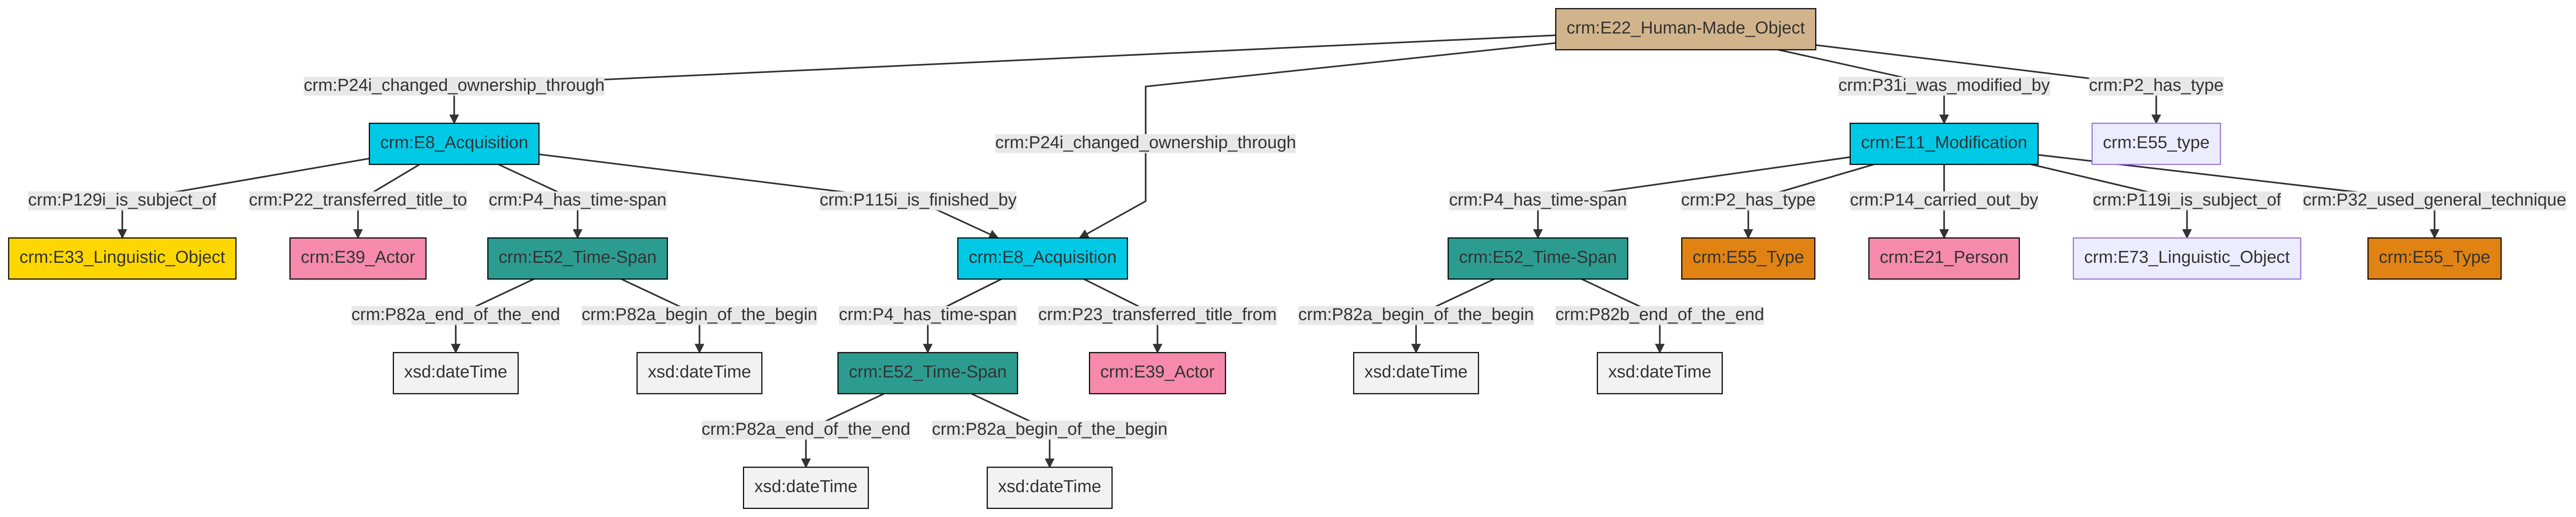 crm:E22_Human-Made_Object
crm:P24i_changed_ownership_through
crm:P31i_was_modified_by
crm:P2_has_type
crm:E8_Acquisition
crm:P24i_changed_ownership_through
crm:E11_Modification
crm:E55_type
crm:P129i_is_subject_of
crm:P22_transferred_title_to
crm:P4_has_time-span
crm:P115i_is_finished_by
crm:P4_has_time-span
crm:P2_has_type
crm:P14_carried_out_by
crm:P119i_is_subject_of
crm:P32_used_general_technique
crm:E33_Linguistic_Object
crm:E39_Actor
crm:E52_Time-Span
crm:E8_Acquisition
crm:E52_Time-Span
crm:E55_Type
crm:E21_Person
crm:E73_Linguistic_Object
crm:E55_Type
crm:P82a_end_of_the_end
crm:P82a_begin_of_the_begin
crm:P4_has_time-span
crm:P23_transferred_title_from
crm:P82a_begin_of_the_begin
crm:P82b_end_of_the_end
xsd:dateTime
xsd:dateTime
crm:E52_Time-Span
crm:E39_Actor
xsd:dateTime
xsd:dateTime
crm:P82a_end_of_the_end
crm:P82a_begin_of_the_begin
xsd:dateTime
xsd:dateTime